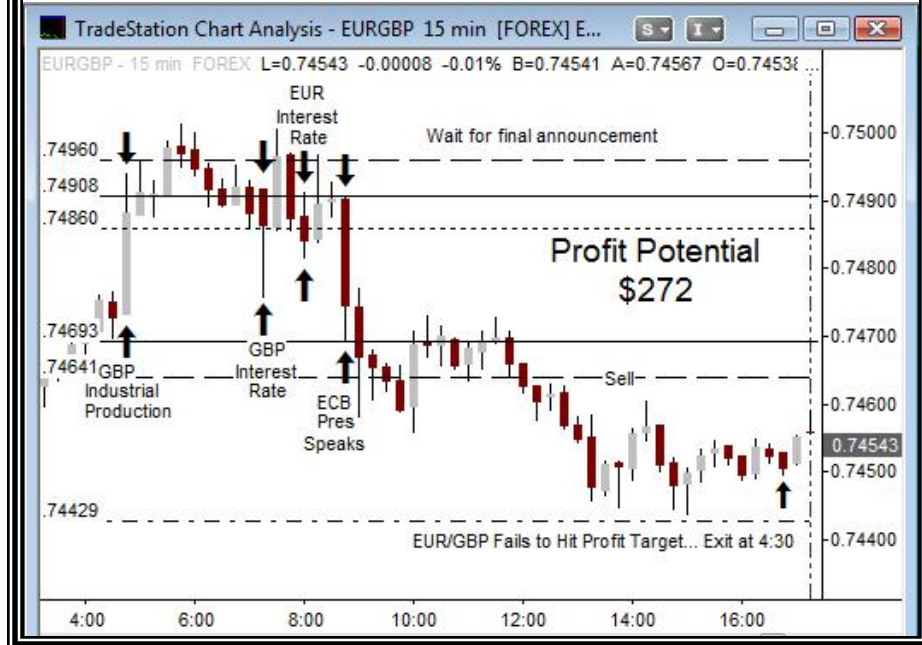 TradeStation Chart Analysis - EURGBP 15 min [FOREX] E...
S I
EURGBP - 15 min FOREX L=0.74543 -0.00008 -0.01% B=0.74541 A=0.74567 O=0.74538 ...
EUR
Interest
Rate
Wait for final announcement
.74960
.74908
.74860
Profit Potential
$272
.74693
.74641
GBP
Industrial
Production
GBP
Interest
Rate
ECB
Pres
Speaks
Sell
.74429
EUR/GBP Fails to Hit Profit Target... Exit at 4:30
0.75000
0.74900
0.74800
0.74700
0.74600
0.74543
0.74500
0.74400
4:00 6:00 8:00 10:00 12:00 14:00 16:00